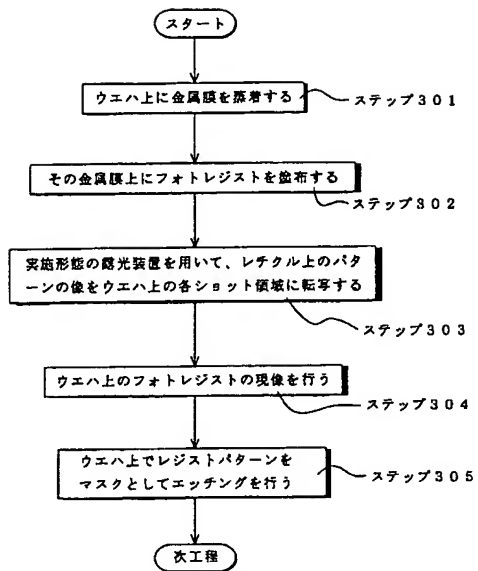 スタート
ウエハ上に金属膜を蒸着する
ステップ301
その金属膜上にフォトレジストを塗布する
ステップ302
実施形態の露光装置を用いて、レチクル上のパタ
ーンの像をウエハ上の各ショット領域に転写する
ステップ303
ウエハ上のフォトレジストの現像を行う
ステップ304
ウエハ上でレジストパターンを
マスクとしてエッチングを行う
ステップ305
次工程